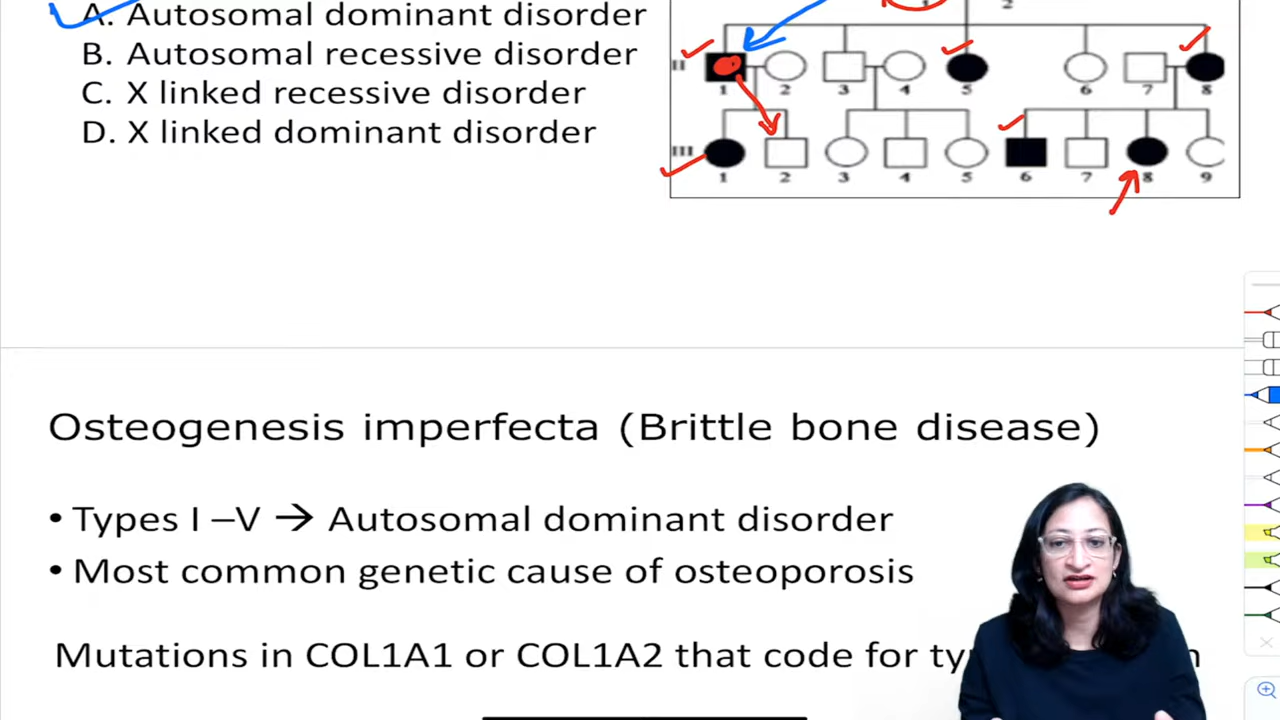 A. Autosomal dominant disorder
B. Autosomal recessive disorder
C. X linked recessive disorder
D. X linked dominant disorder
2
II
1 2 3 4 5 6 7 8
III
1 2 3 4 5 6 7 8 9
Osteogenesis imperfecta (Brittle bone disease)
• Types I –V → Autosomal dominant disorder
• Most common genetic cause of osteoporosis
Mutations in COL1A1 or COL1A2 that code for